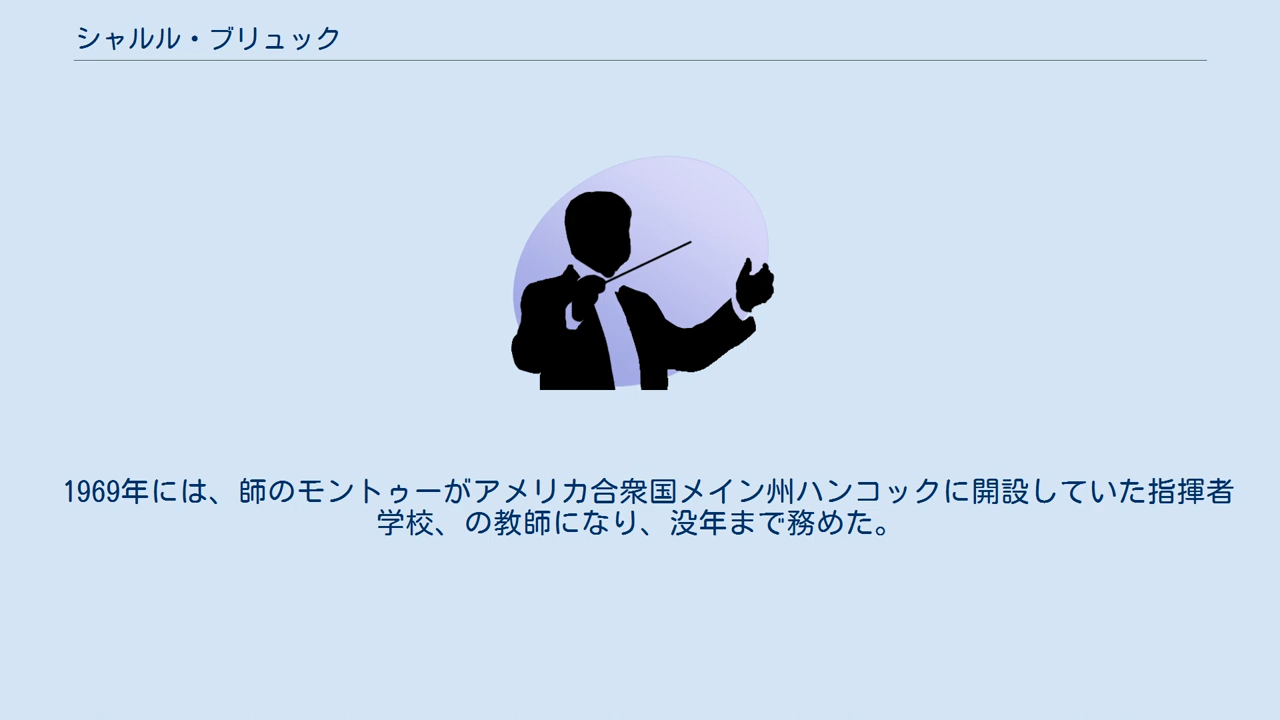 シャルル・ブリュック
1969年には、師のモントゥーがアメリカ合衆国メイン州ハンコックに開設していた指揮者
学校、の教師になり、没年まで務めた。